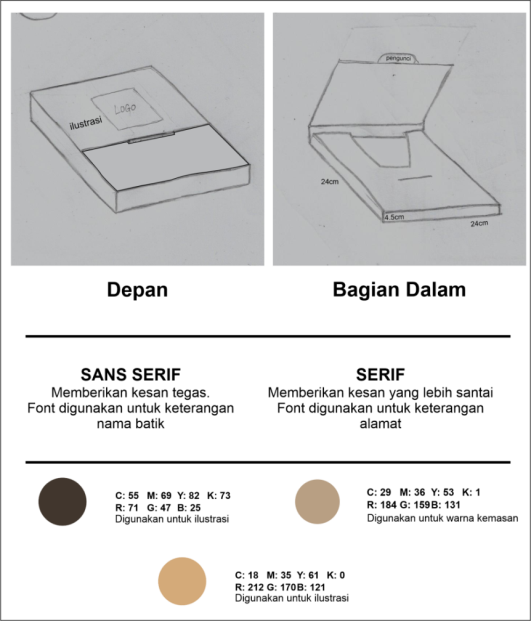 LOGO
ilustrasi
pengunci
24cm
4.5cm
24cm
Depan
Bagian Dalam
SANS SERIF
Memberikan kesan tegas.
Font digunakan untuk keterangan
nama batik
SERIF
Memberikan kesan yang lebih santai
Font digunakan untuk keterangan
alamat
C: 55 M: 69 Y: 82 K: 73
R: 71 G: 47 B: 25
Digunakan untuk ilustrasi
C: 29 M: 36 Y: 53 K: 1
R: 184 G: 159B: 131
Digunakan untuk warna kemasan
C: 18 M: 35 Y: 61 K: 0
R: 212 G: 170B: 121
Digunakan untuk ilustrasi